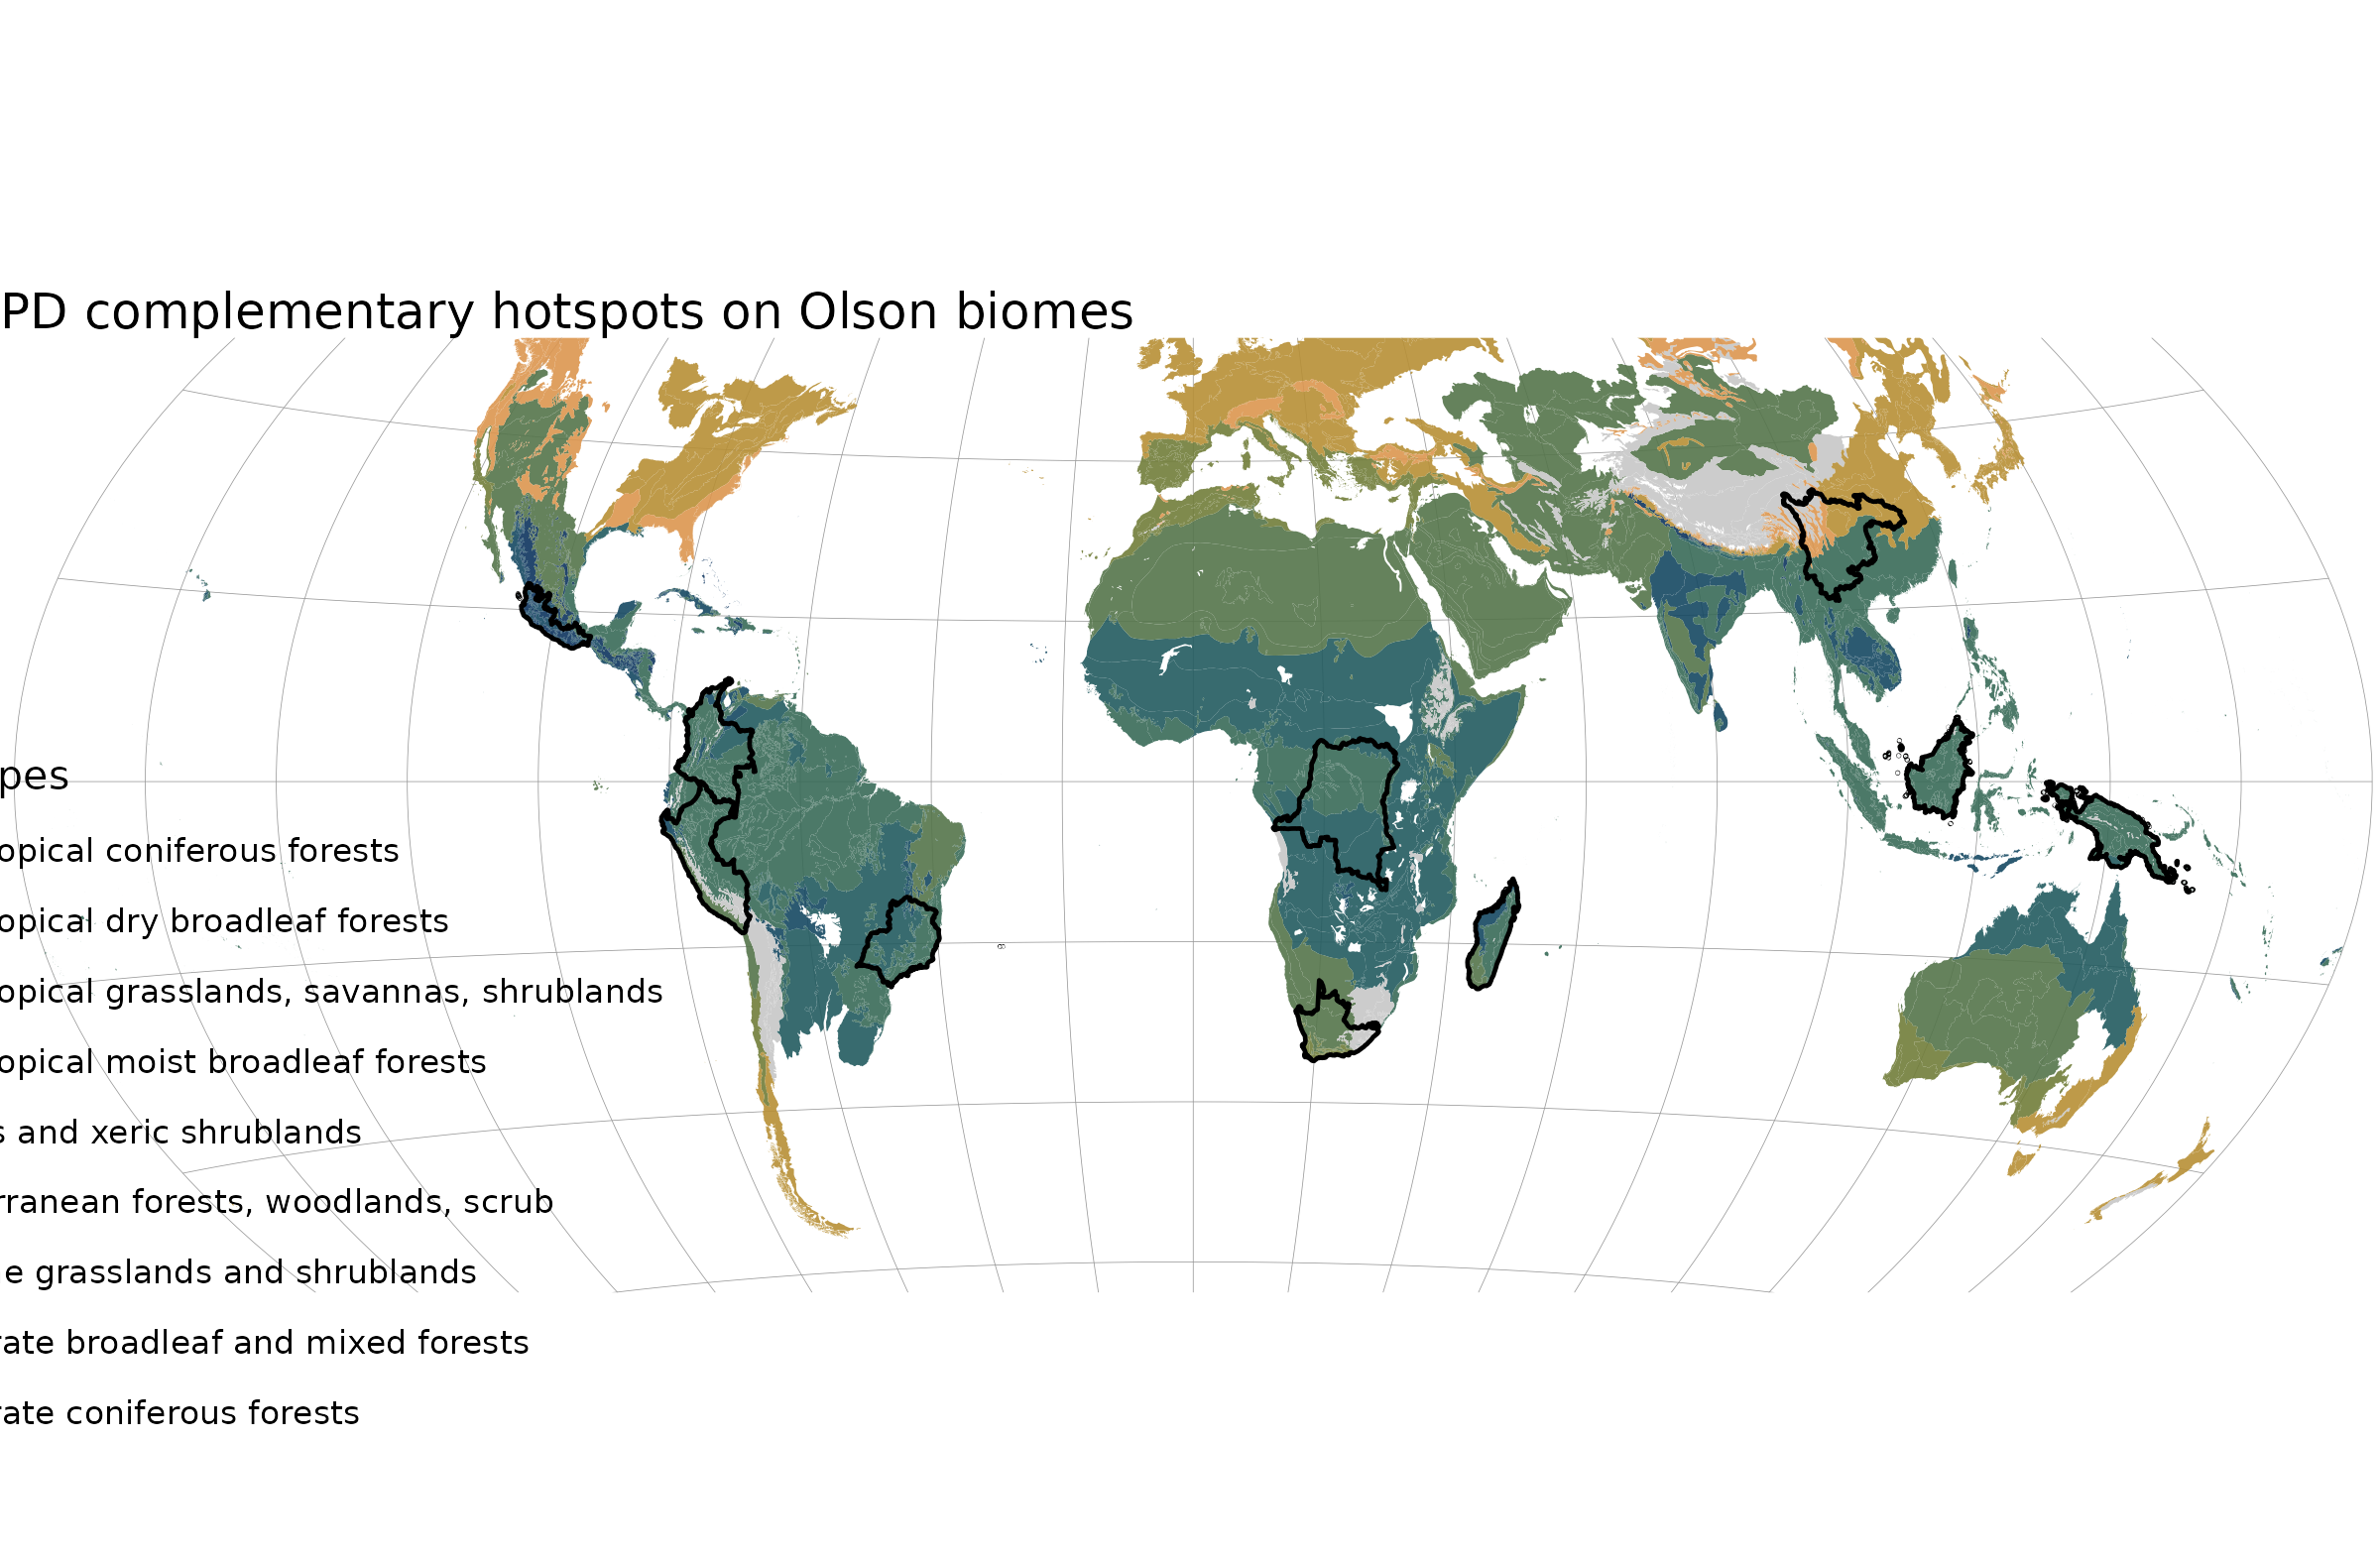 PD complementary hotspots on Olson biomes
pes
opical coniferous forests
opical dry broadleaf forests
opical grasslands, savannas, shrublands
opical moist broadleaf forests
s and xeric shrublands
rranean forests, woodlands, scrub
e grasslands and shrublands
rate broadleaf and mixed forests
rate coniferous forests